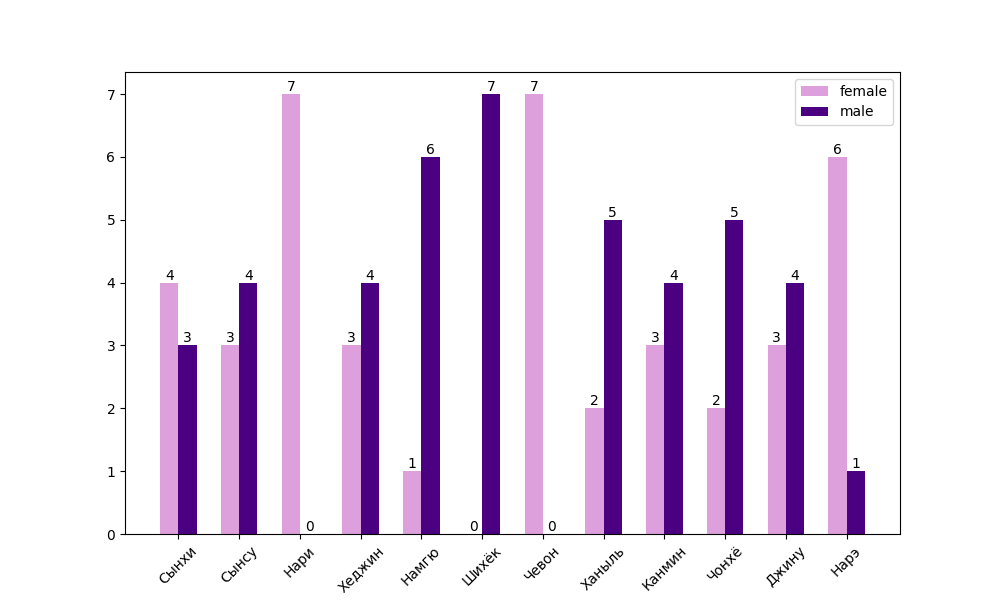 female
male
7
6
5
4
3
2
1
0
4 3
3 4
7 0
3 4
1 6
0 7
7 0
2 5
3 4
2 5
3 4
6 1
Сынхи
Сынсу
Нари
Хеджин
Намгю
Шихёк
Чевон
Ханыль
Канмин
Чонхё
Джину
Нарэ